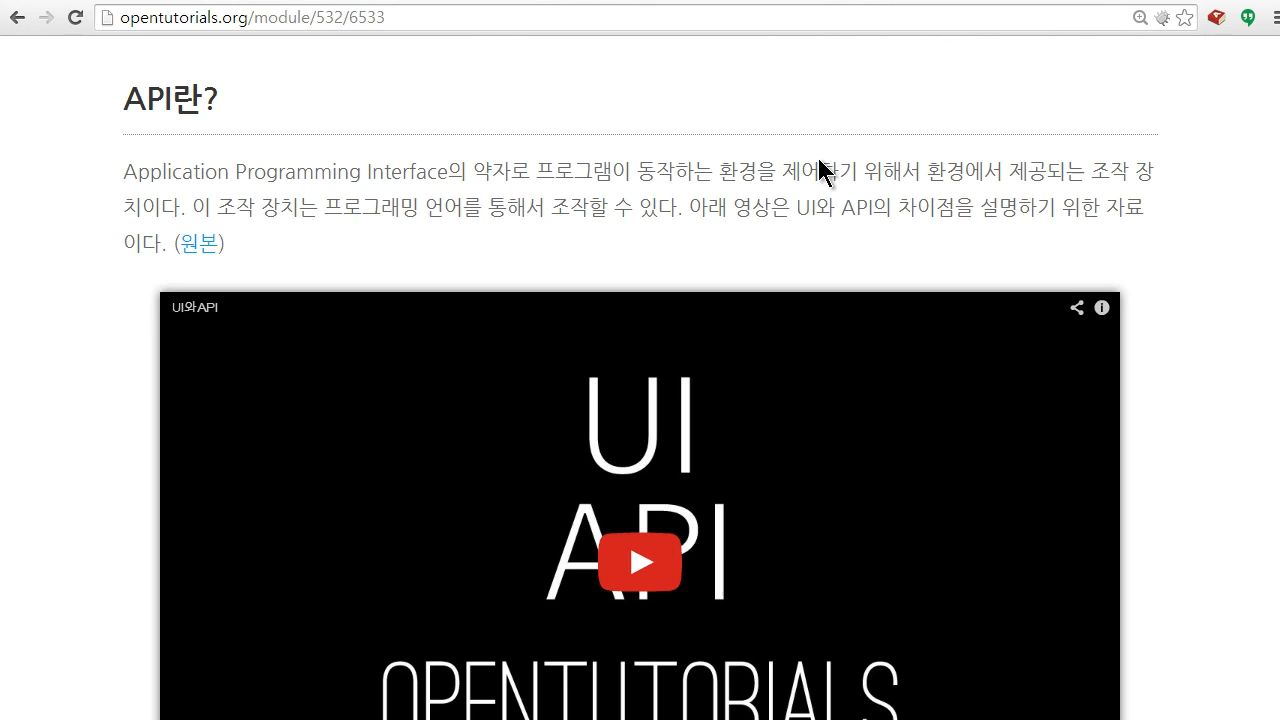 opentutorials.org/module/532/6533
API란?
Application Programming Interface의 약자로 프로그램이 동작하는 환경을 제어하기 위해서 환경에서 제공되는 조작 장
치이다. 이 조작 장치는 프로그래밍 언어를 통해서 조작할 수 있다. 아래 영상은 UI와 API의 차이점을 설명하기 위한 자료
이다. (원본)
UI와API
UI
API
OPENTUTORIALS